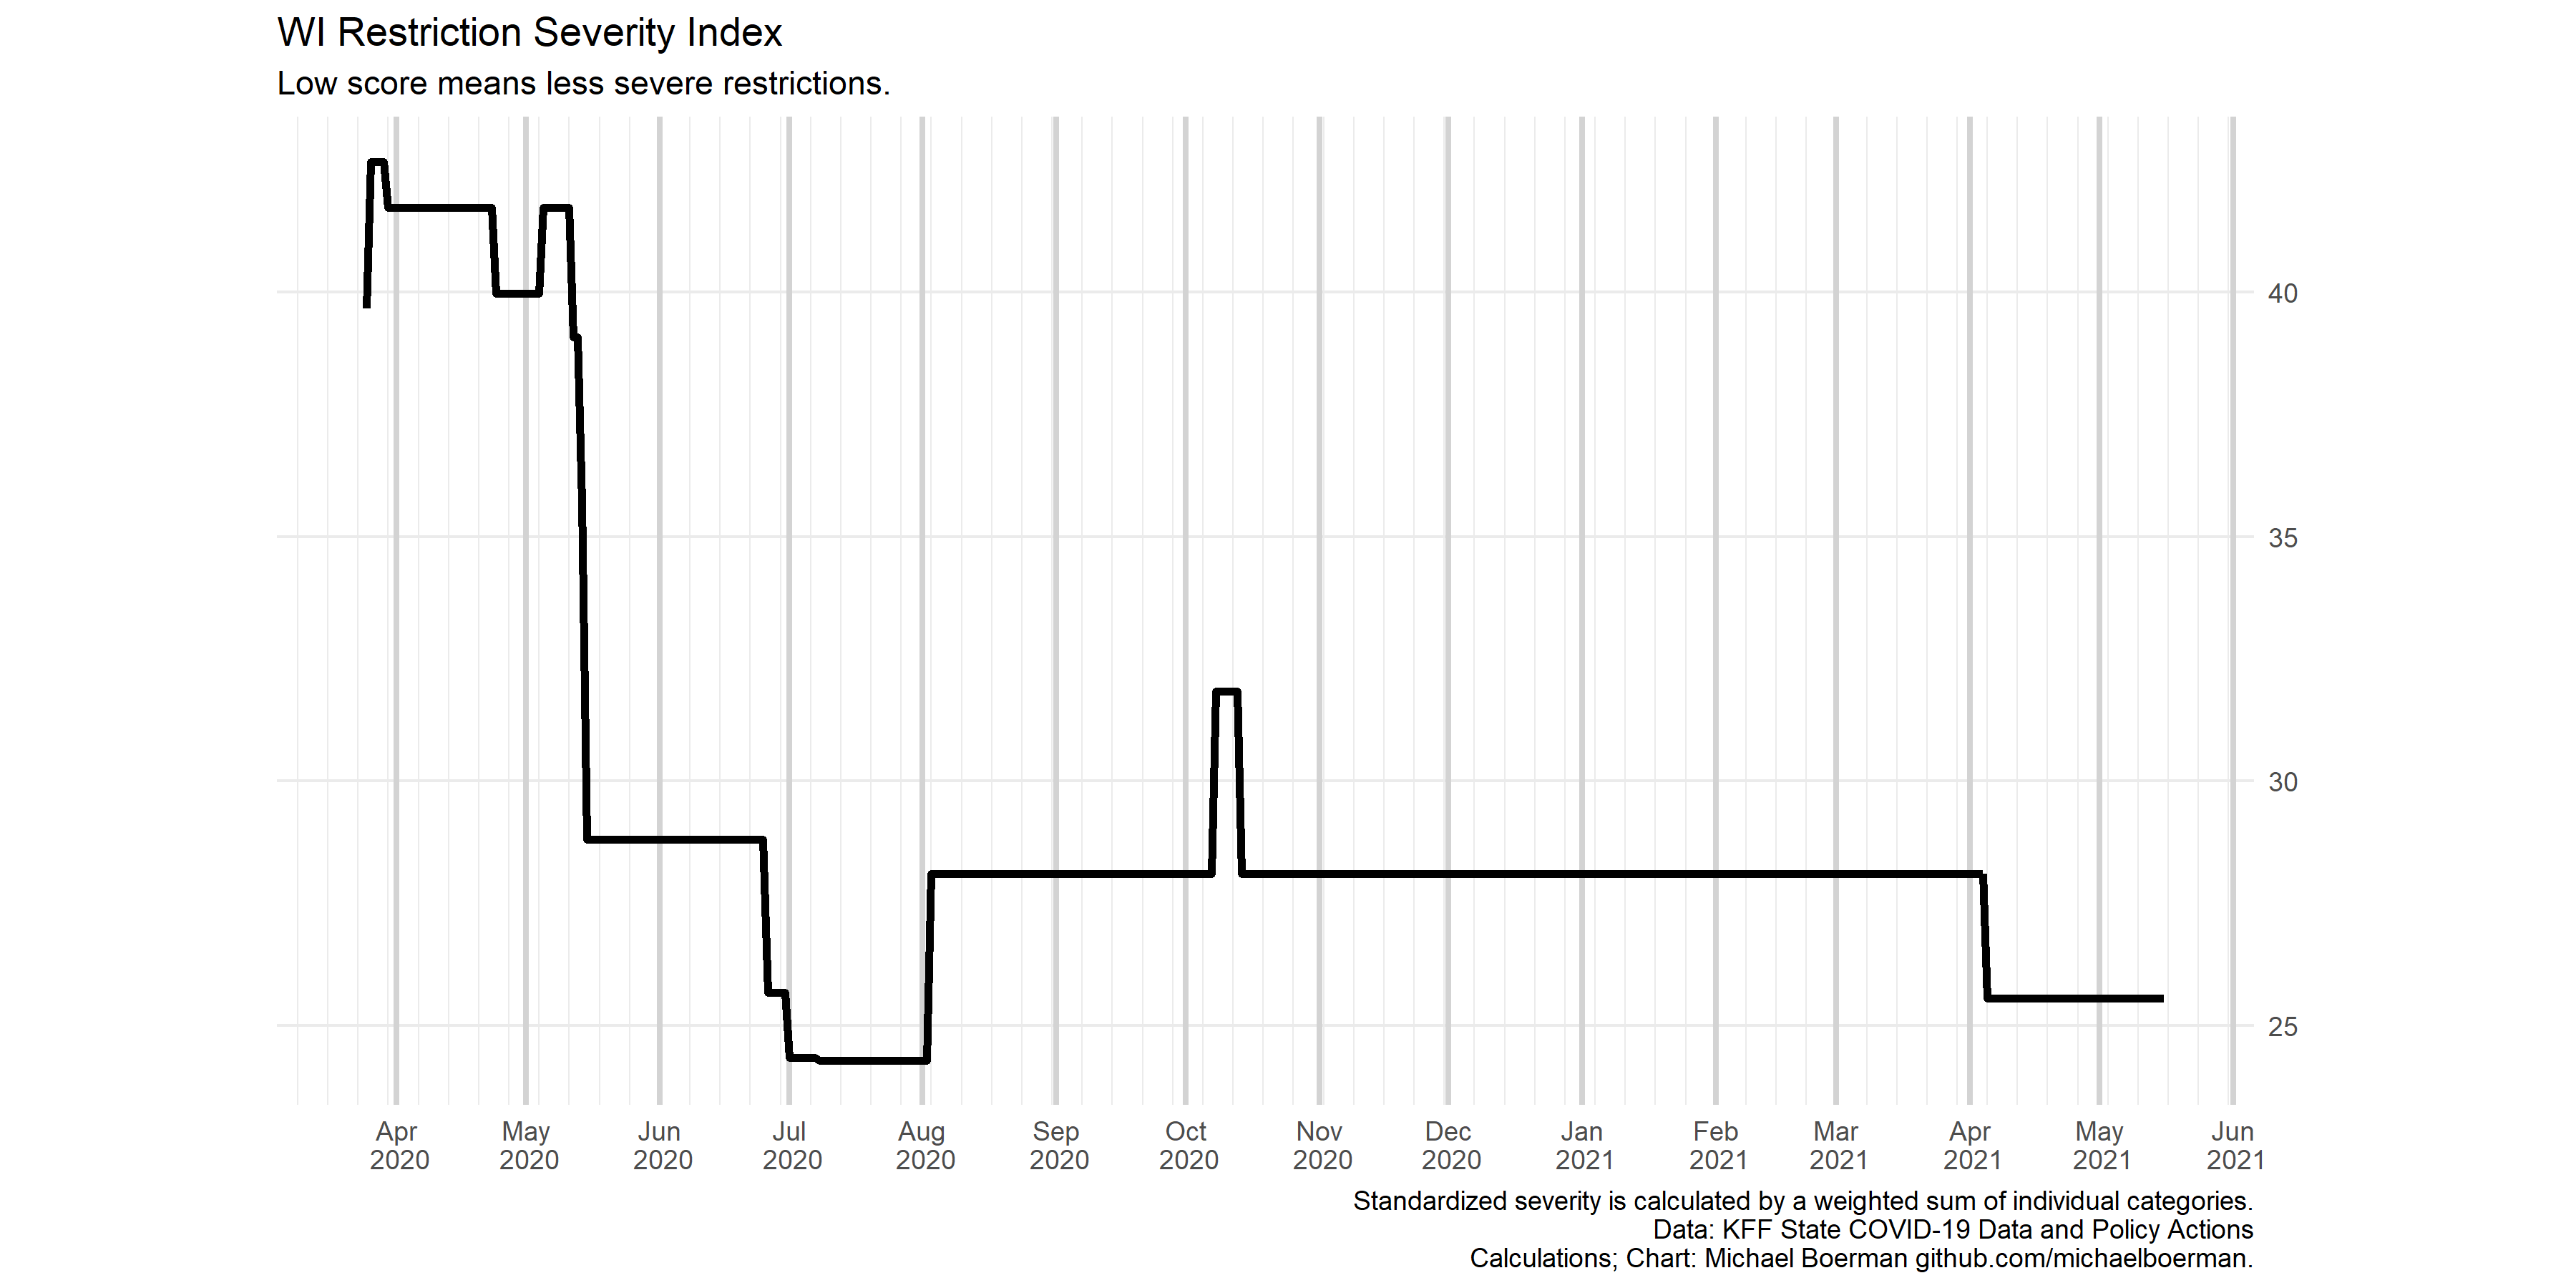 WI Restriction Severity Index
Low score means less severe restrictions.
40
35
30
25
Apr May Jun Jul Aug Sep Oct Nov Dec Jan Feb Mar Apr May Jun
2020 2020 2020 2020 2020 2020 2020 2020 2020 2021 2021 2021 2021 2021 2021
Standardized severity is calculated by a weighted sum of individual categories.
Data: KFF State COVID-19 Data and Policy Actions
Calculations; Chart: Michael Boerman github.com/michaelboerman.